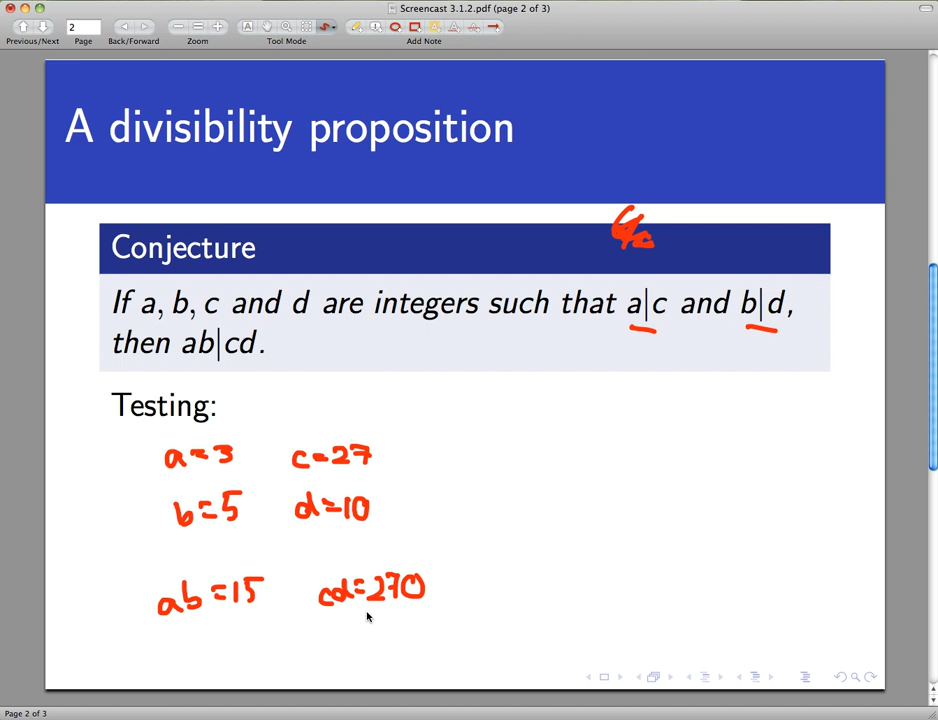 Screencast 3.1.2.pdf (page 2 of 3)
2
Previous/Next Page Back/Forward Zoom Tool Mode Add Note
A divisibility proposition
Conjecture
If a, b, c and d are integers such that a|c and b|d,
then ab|cd.
Testing:
a=3 c=27
b=5 d=10
ab=15 cd=270
Page 2 of 3